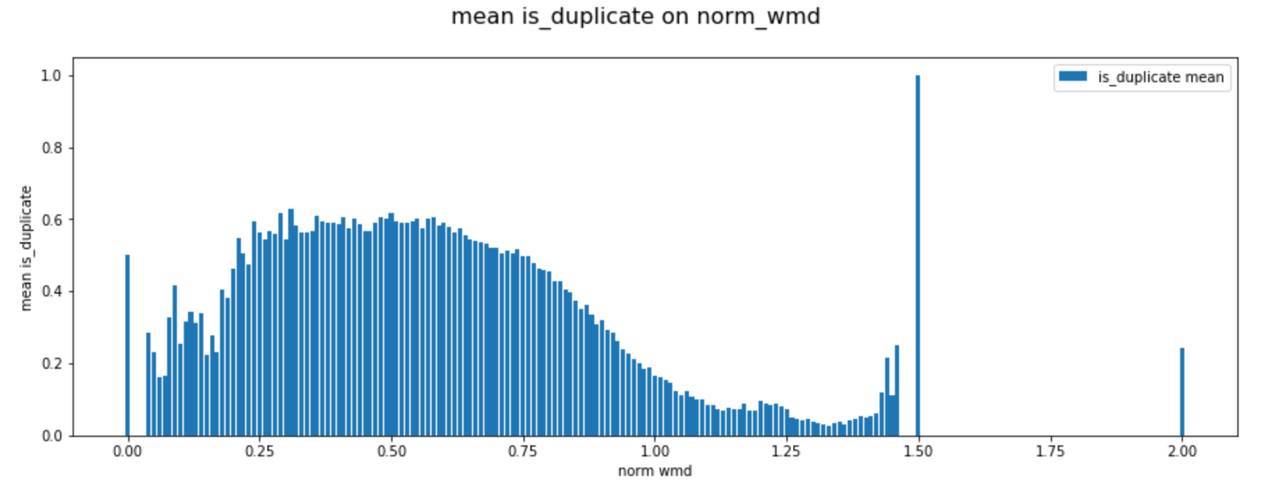 mean is_duplicate on norm_wmd
is_duplicate mean
mean is_duplicate
1.0
0.8
0.6
0.4
0.2
0.0
0.00 0.25 0.50 0.75 1.00 1.25 1.50 1.75 2.00
norm wmd